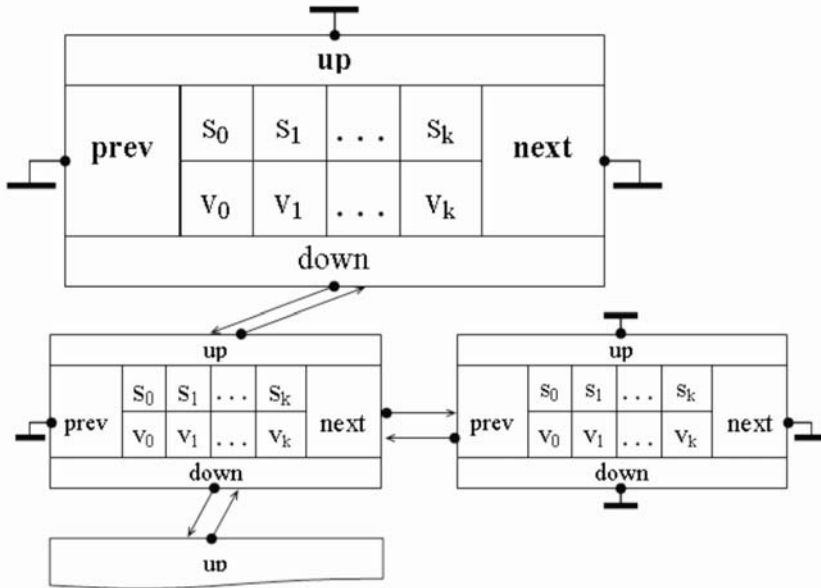 up
prev S₀ S₁ . . . Sₖ next
V₀ V₁ . . . Vₖ
down
up
prev S₀ S₁ . . . Sₖ next
V₀ V₁ . . . Vₖ
down
up
prev S₀ S₁ . . . Sₖ next
V₀ V₁ . . . Vₖ
down
up